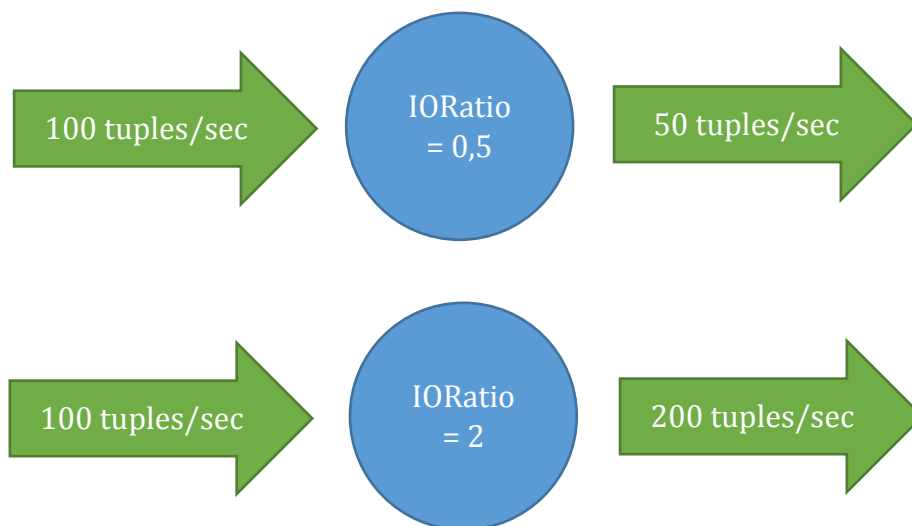 100 tuples/sec
IORatio
= 0,5
50 tuples/sec
100 tuples/sec
IORatio
= 2
200 tuples/sec